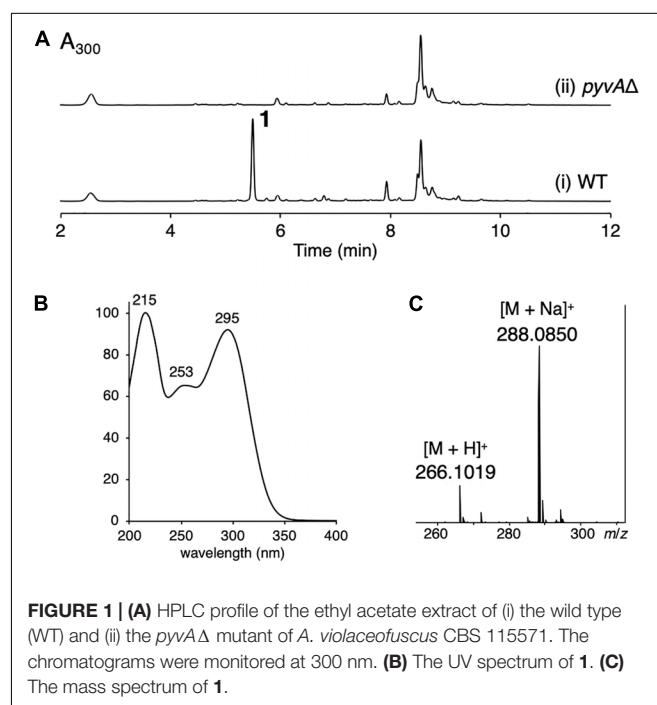 A
A300
(ii) pyvAΔ
1
(i) WT
2 4 6 8 10 12
Time (min)
B
100
80
60
40
20
0
215
253
295
200 250 300 350 400
wavelength (nm)
C
[M + Na]+
288.0850
[M + H]+
266.1019
260 280 300 m/z
FIGURE 1 | (A) HPLC profile of the ethyl acetate extract of (i) the wild type
(WT) and (ii) the pyvAΔ mutant of A. violaceofuscus CBS 115571. The
chromatograms were monitored at 300 nm. (B) The UV spectrum of 1. (C)
The mass spectrum of 1.